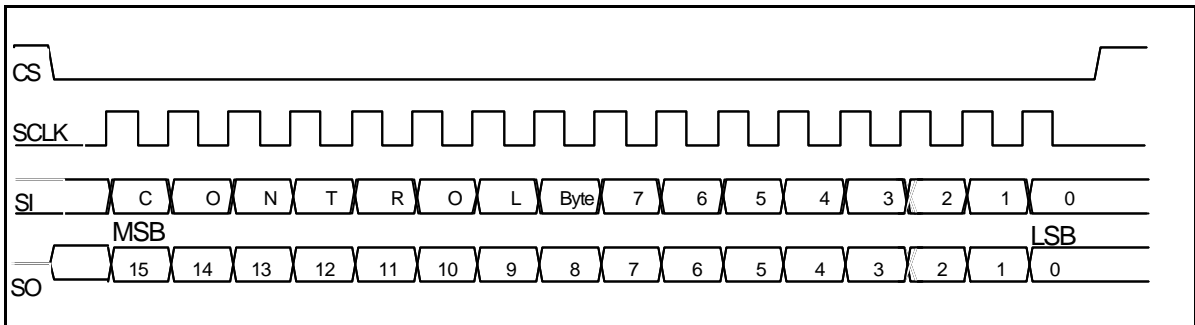 CS
SCLK
SI C O N T R O L Byte 7 6 5 4 3 2 1 0
MSB LSB
SO 15 14 13 12 11 10 9 8 7 6 5 4 3 2 1 0